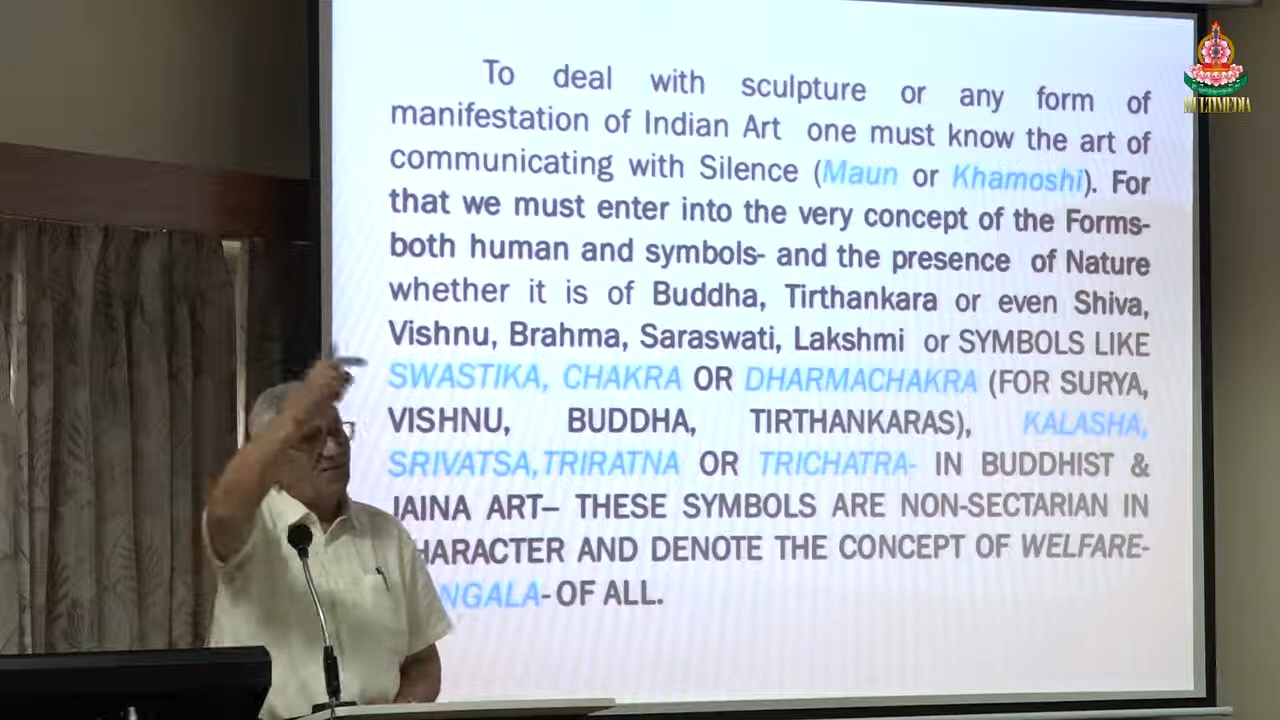 To deal with sculpture or any form of
manifestation of Indian Art one must know the art of
communicating with Silence (Maun or Khamoshi). For
that we must enter into the very concept of the Forms-
both human and symbols- and the presence of Nature
whether it is of Buddha, Tirthankara or even Shiva,
Vishnu, Brahma, Saraswati, Lakshmi or SYMBOLS LIKE
SWASTIKA, CHAKRA OR DHARMACHAKRA (FOR SURYA,
VISHNU, BUDDHA, TIRTHANKARAS), KALASHA,
SRIVATSA,TRIRATNA OR TRICHATRA- IN BUDDHIST &
JAINA ART– THESE SYMBOLS ARE NON-SECTARIAN IN
HARACTER AND DENOTE THE CONCEPT OF WELFARE-
NGALA-OF ALL.
MULTIMEDIA